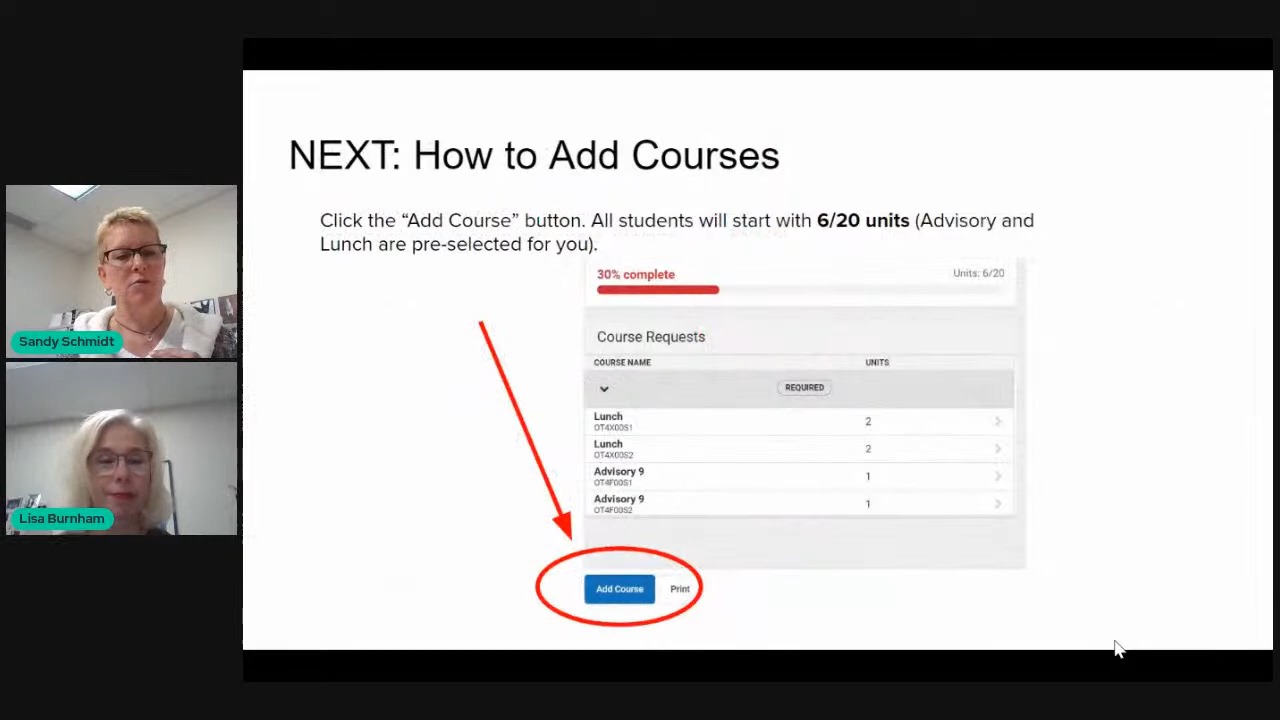 NEXT: How to Add Courses
Click the “Add Course” button. All students will start with 6/20 units (Advisory and
Lunch are pre-selected for you).
30% complete
Units: 6/20
Course Requests
COURSE NAME
UNITS
REQUIRED
Lunch
OT4X00S1
2
Lunch
OT4X00S2
2
Advisory 9
OT4F00S1
1
Advisory 9
OT4F00S2
1
Add Course
Print
Sandy Schmidt
Lisa Burnham